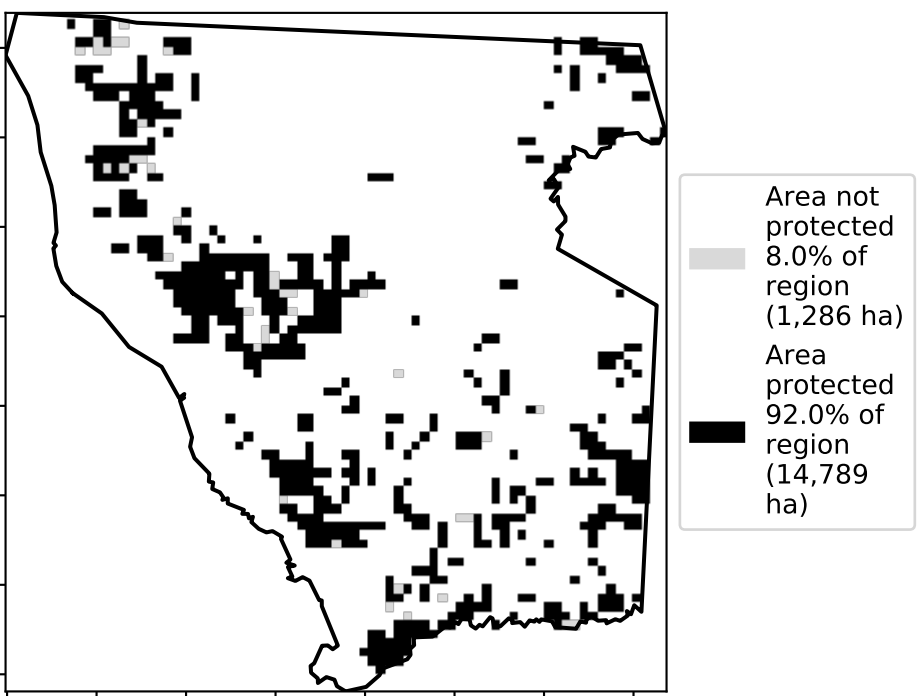 Area not
protected
8.0% of
region
(1,286 ha)
Area
protected
92.0% of
region
(14,789
ha)